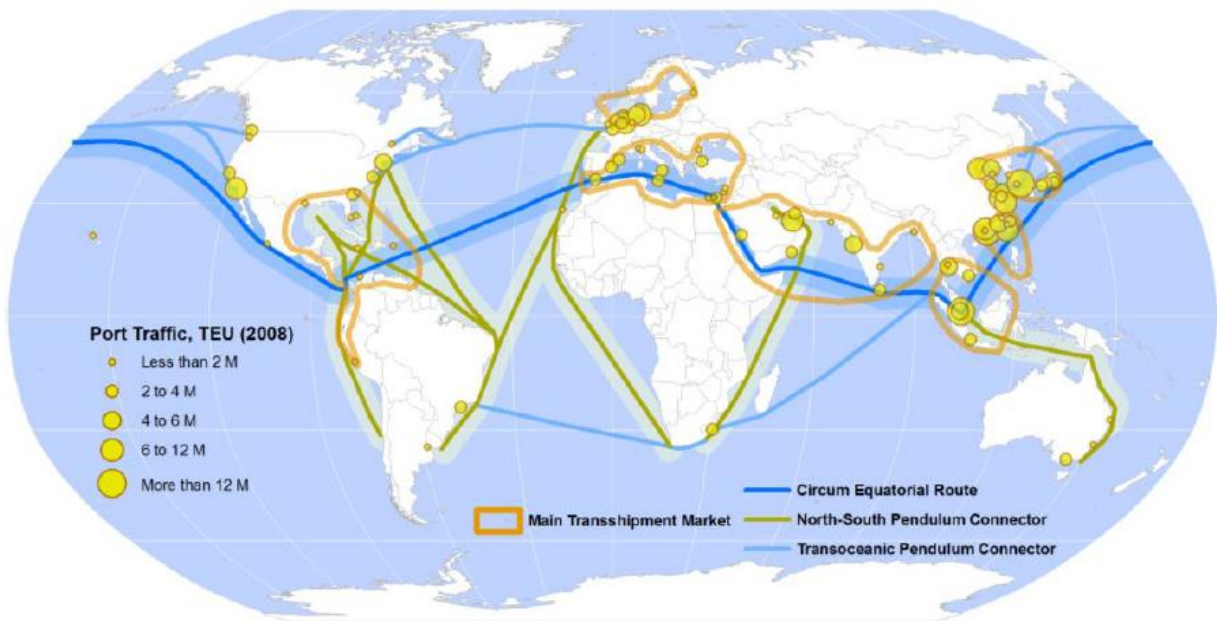 Port Traffic, TEU (2008)
Less than 2 M
2 to 4 M
4 to 6 M
6 to 12 M
More than 12 M
Main Transshipment Market
Circum Equatorial Route
North-South Pendulum Connector
Transoceanic Pendulum Connector